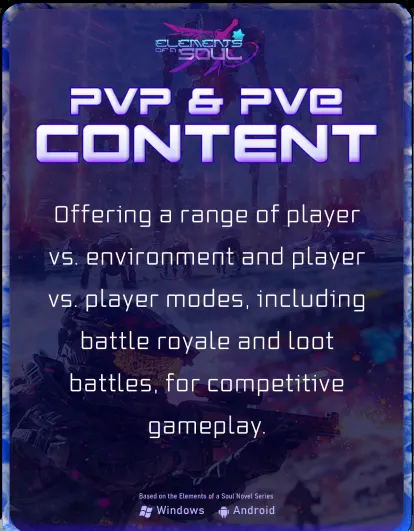 ELEMENTS
OF A SOUL
PVP & PVE
CONTENT
Offering a range of player
vs. environment and player
vs. player modes, including
battle royale and loot
battles, for competitive
gameplay.
Based on the Elements of a Soul Novel Series
Windows Android